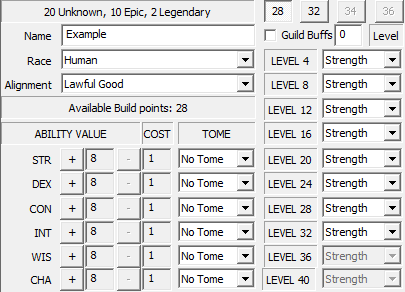 20 Unknown, 10 Epic, 2 Legendary 28 32 34 36
Name Example Guild Buffs 0 Level
Race Human LEVEL 4 Strength
Alignment Lawful Good LEVEL 8 Strength
Available Build points: 28 LEVEL 12 Strength
ABILITY VALUE COST TOME LEVEL 16 Strength
STR + 8 - 1 No Tome LEVEL 20 Strength
DEX + 8 - 1 No Tome LEVEL 24 Strength
CON + 8 - 1 No Tome LEVEL 28 Strength
INT + 8 - 1 No Tome LEVEL 32 Strength
WIS + 8 - 1 No Tome LEVEL 36 Strength
CHA + 8 - 1 No Tome LEVEL 40 Strength